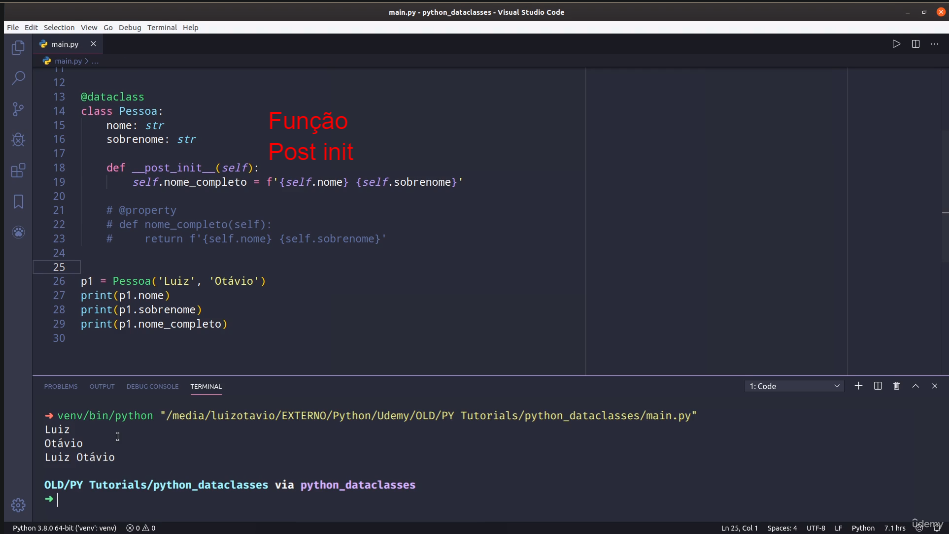 main.py - python_dataclasses - Visual Studio Code
File Edit Selection View Go Debug Terminal Help
main.py
main.py > ...
11
12
13 @dataclass
14 class Pessoa:
15 nome: str
Função
16 sobrenome: str
17
Post init
18 def __post_init__(self):
19 self.nome_completo = f'{self.nome} {self.sobrenome}'
20
21 # @property
22 # def nome_completo(self):
23 # return f'{self.nome} {self.sobrenome}'
24
25
26 p1 = Pessoa('Luiz', 'Otávio')
27 print(p1.nome)
28 print(p1.sobrenome)
29 print(p1.nome_completo)
30
PROBLEMS OUTPUT DEBUG CONSOLE TERMINAL 1: Code
➜ venv/bin/python "/media/luizotavio/EXTERNO/Python/Udemy/OLD/PY Tutorials/python_dataclasses/main.py"
Luiz
Otávio
Luiz Otávio
OLD/PY Tutorials/python_dataclasses via python_dataclasses
➜
Python 3.8.0 64-bit ('venv': venv) 0 0 Ln 25, Col 1 Spaces: 4 UTF-8 LF Python 7.1 hrs
ûdemy